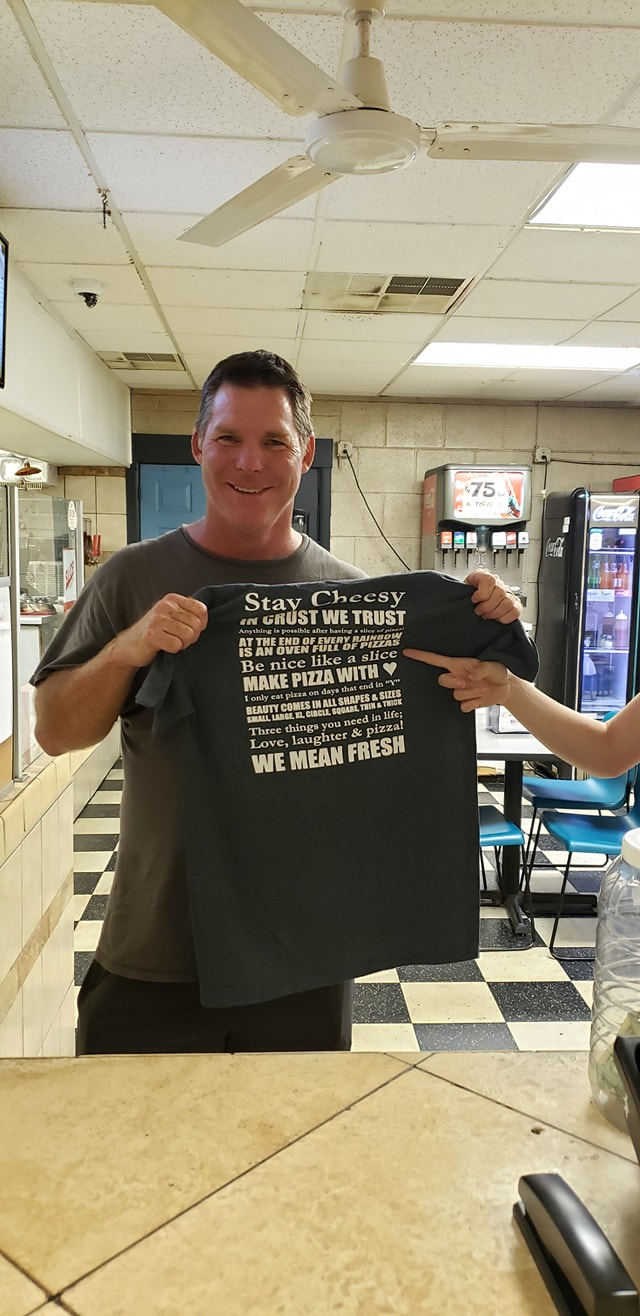 Stay Cheesy
IN CRUST WE TRUST
Anything is possible after having a slice of pizza!
AT THE END OF EVERY RAINBOW
IS AN OVEN FULL OF PIZZAS
Be nice like a slice
MAKE PIZZA WITH ♥
I only eat pizza on days that end in "Y"
BEAUTY COMES IN ALL SHAPES & SIZES
SMALL, LARGE, XL, CIRCLE, SQUARE, THIN & THICK
Three things you need in life;
Love, laughter & pizza!
WE MEAN FRESH
75
Coca-Cola